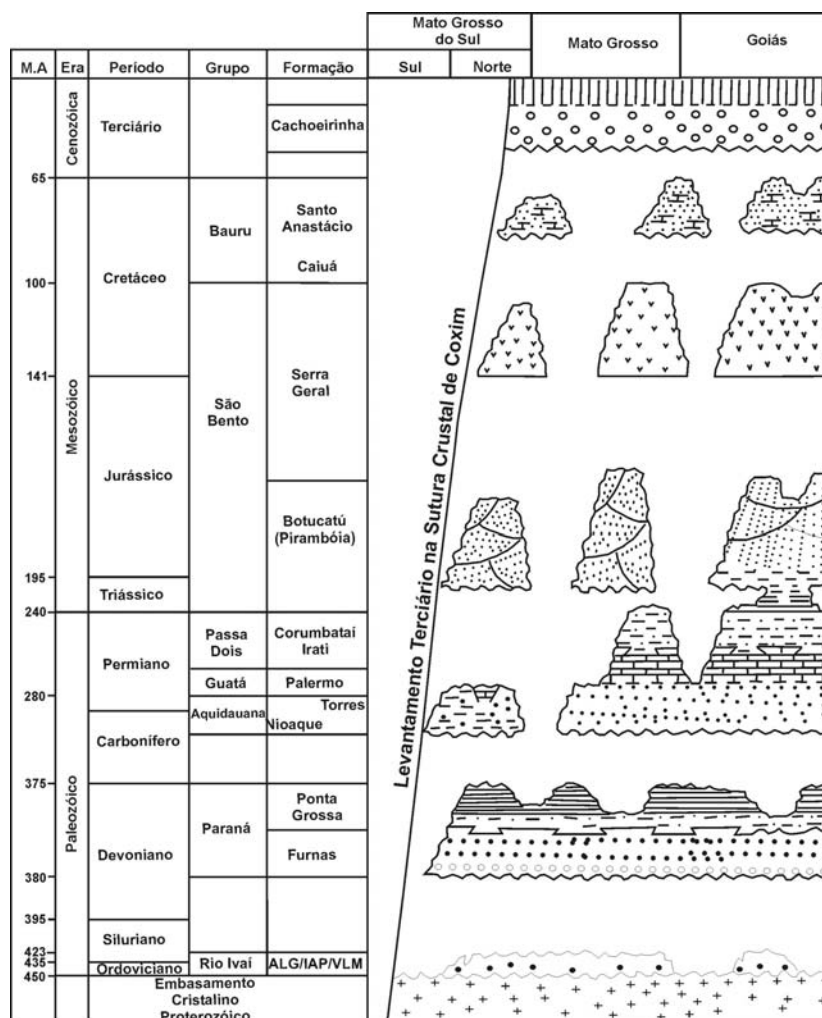 Mato Grosso
do Sul
Mato Grosso
Goiás
M.A
Era
Período
Grupo
Formação
Sul
Norte
Cenozóica
Terciário
Cachoeirinha
65
Mesozóico
Cretáceo
Bauru
Santo
Anastácio
Caiuá
100
141
São
Bento
Serra
Geral
Jurássico
Botucatú
(Pirambóia)
195
Triássico
240
Paleozóico
Permiano
Passa
Dois
Corumbataí
Irati
Guatá
Palermo
280
Aquidauana
Torres
Nioaque
Carbonífero
375
Devoniano
Paraná
Ponta
Grossa
Furnas
380
395
Siluriano
423
435
Ordoviciano
Rio Ivaí
ALG/IAP/VLM
450
Embasamento
Cristalino
Proterozóico
Levantamento Terciário na Sutura Crustal de Coxim